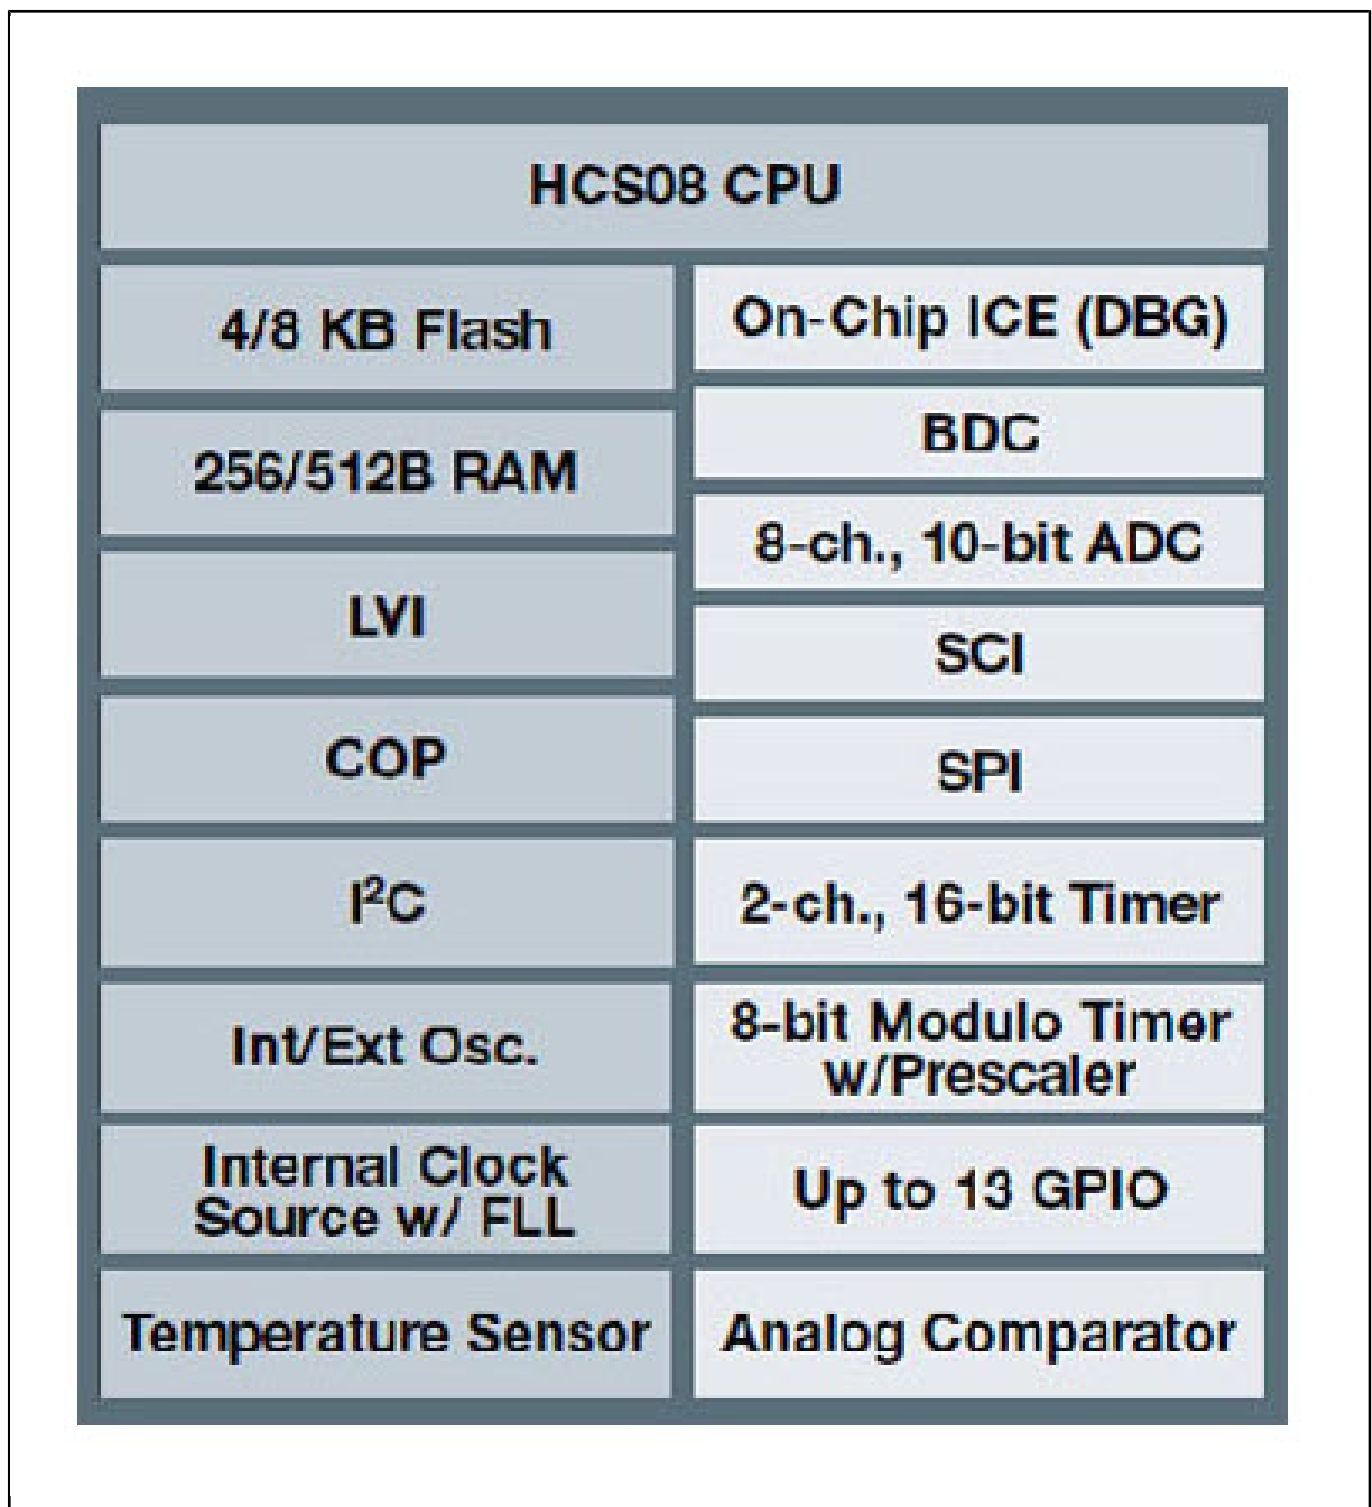 HCS08 CPU
4/8 KB Flash
256/512B RAM
LVI
COP
I²C
Int/Ext Osc.
Internal Clock
Source w/ FLL
Temperature Sensor
On-Chip ICE (DBG)
BDC
8-ch., 10-bit ADC
SCI
SPI
2-ch., 16-bit Timer
8-bit Modulo Timer
w/Prescaler
Up to 13 GPIO
Analog Comparator